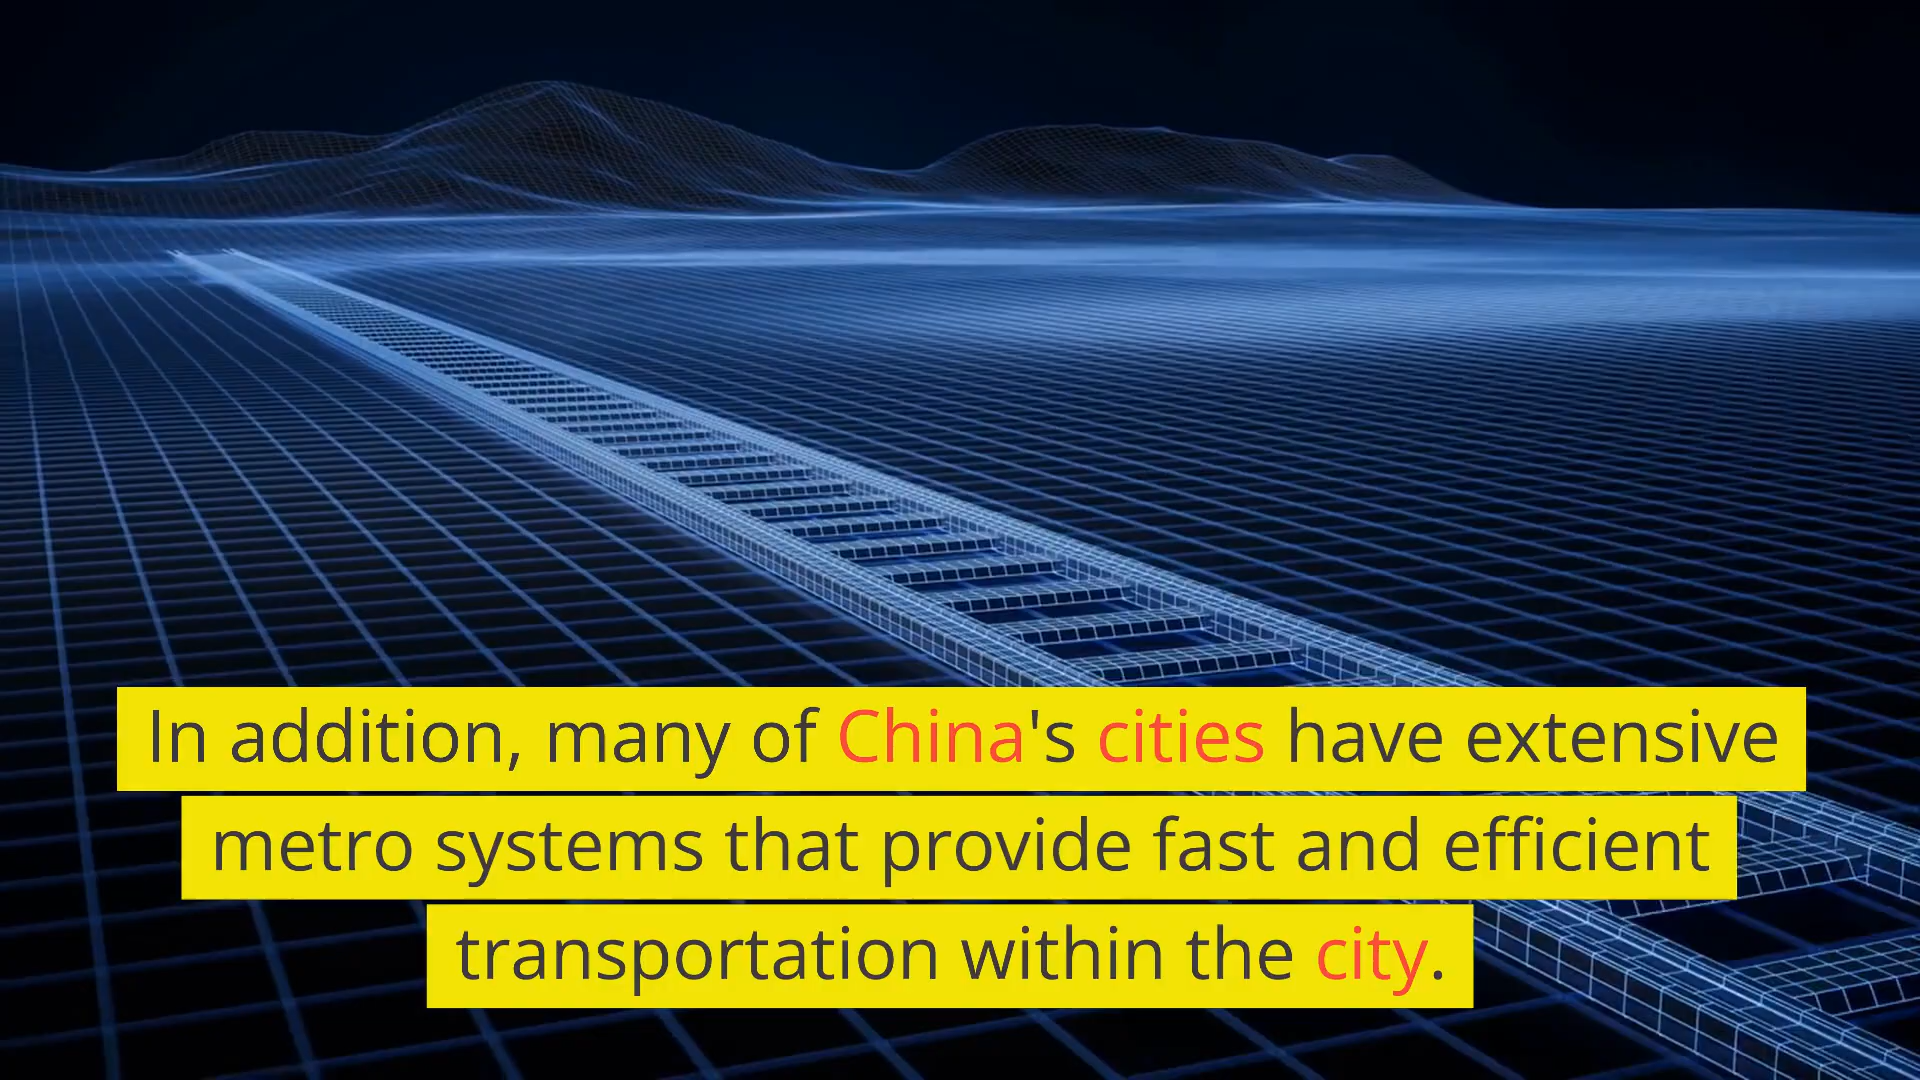 In addition, many of China's cities have extensive
metro systems that provide fast and efficient
transportation within the city.